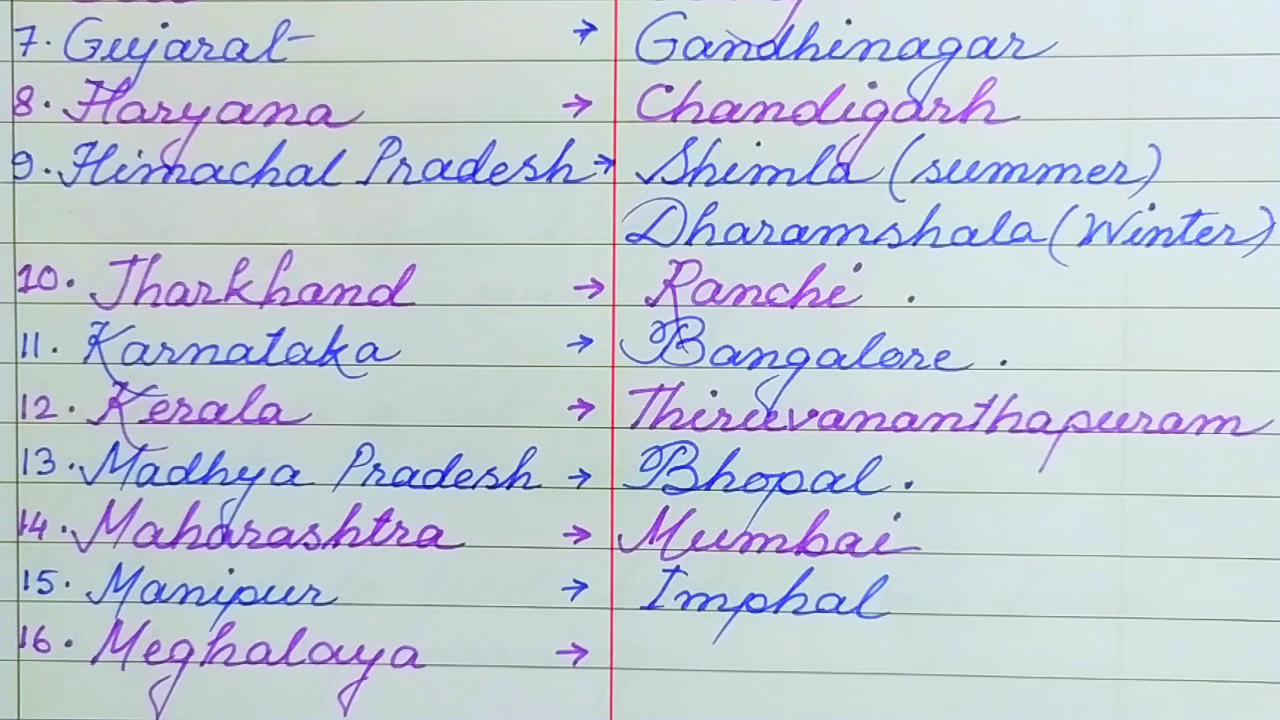 7. Gujarat → Gandhinagar
8. Haryana → Chandigarh
9. Himachal Pradesh → Shimla (summer)
Dharamshala (Winter)
10. Jharkhand → Ranchi .
11. Karnataka → Bangalore .
12. Kerala → Thiruvananthapuram
13. Madhya Pradesh → Bhopal .
14. Maharashtra → Mumbai
15. Manipur → Imphal
16. Meghalaya →